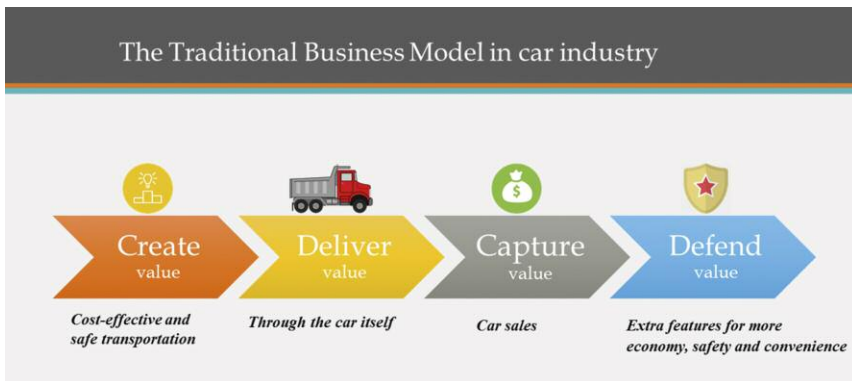 The Traditional Business Model in car industry
$
Create
value
Deliver
value
Capture
value
Defend
value
Cost-effective and
safe transportation
Through the car itself
Car sales
Extra features for more
economy, safety and convenience